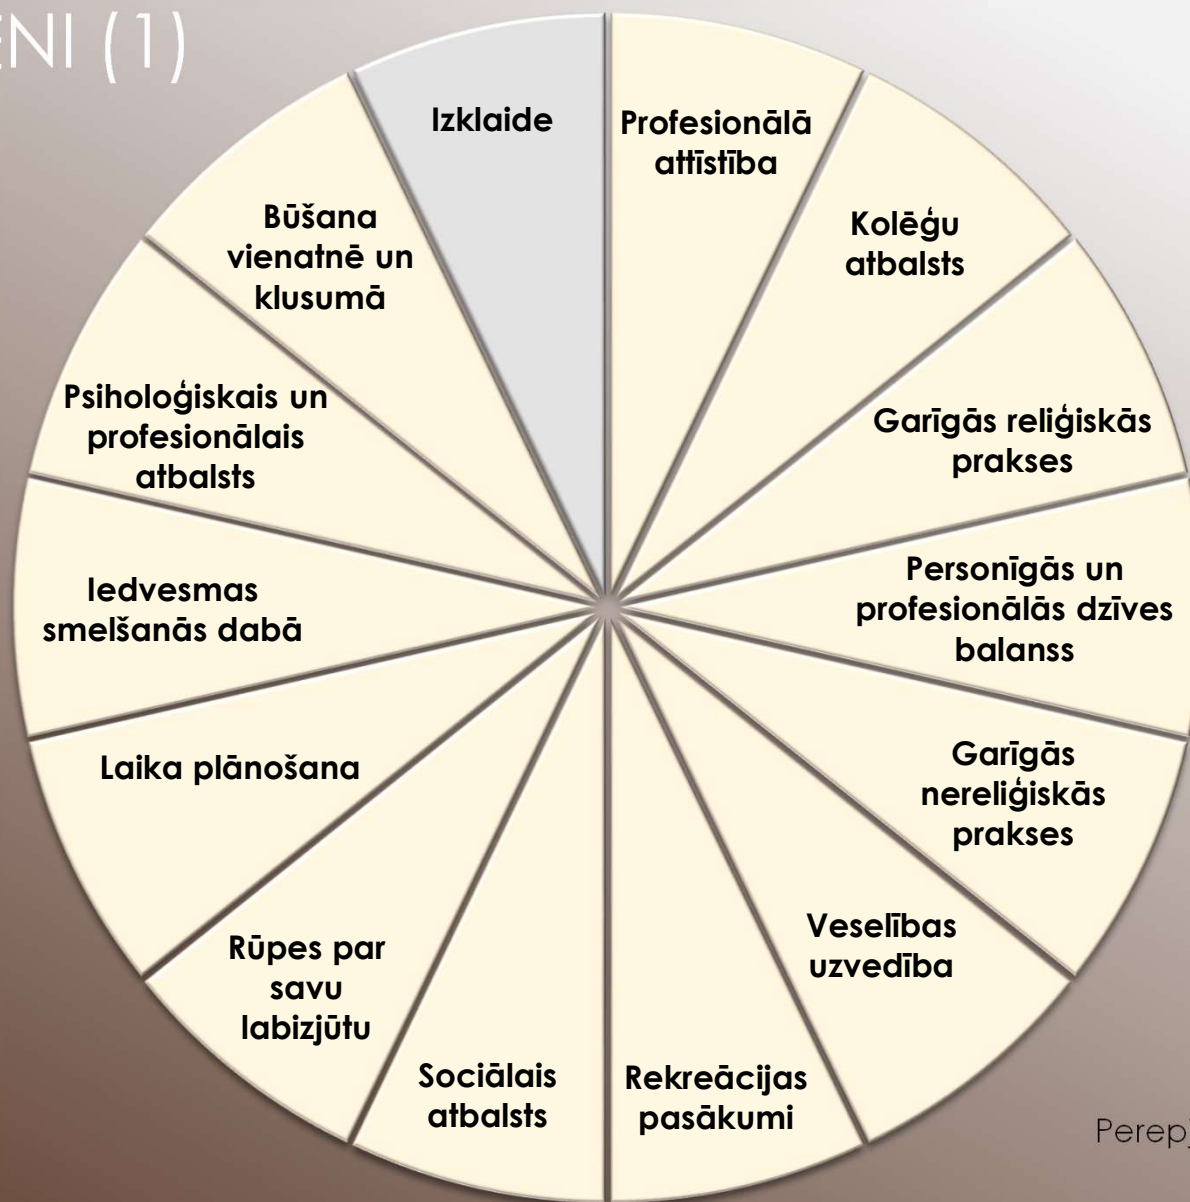 ENI (1)
Izklaide
Profesionālā
attīstība
Kolēģu
atbalsts
Garīgās reliģiskās
prakses
Personīgās un
profesionālās dzīves
balanss
Garīgās
nereliģiskās
prakses
Veselības
uzvedība
Rekreācijas
pasākumi
Sociālais
atbalsts
Rūpes par
savu
labizjūtu
Laika plānošana
Iedvesmas
smelšanās dabā
Psiholoģiskais un
profesionālais
atbalsts
Būšana
vienatnē un
klusumā